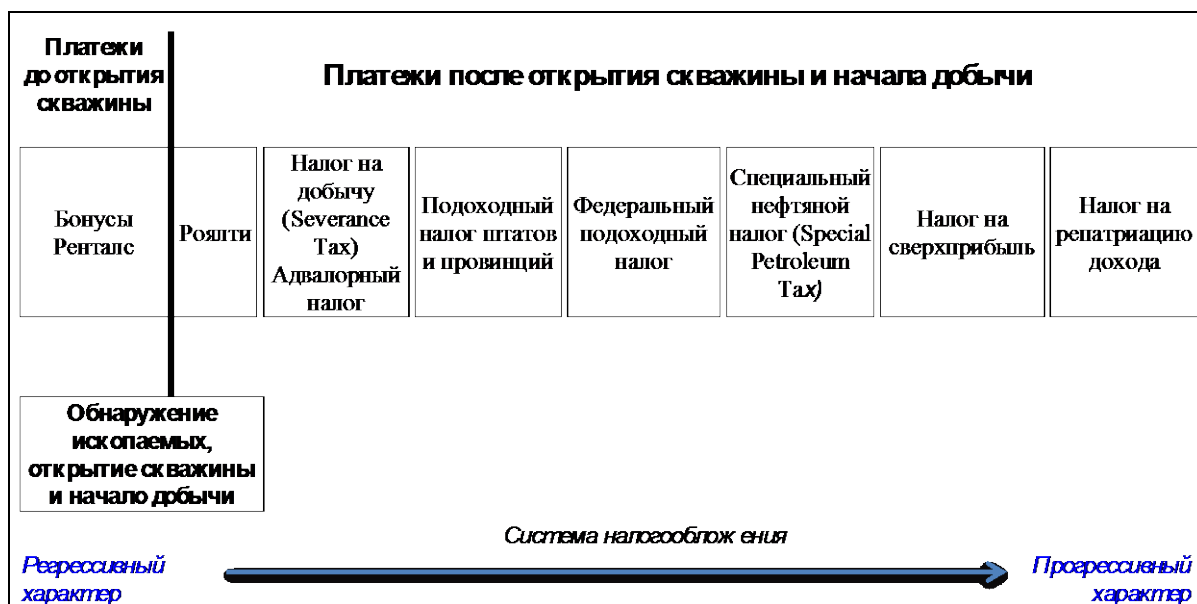 Платежи
до открытия
скважины
Платежи после открытия скважины и начала добычи
Бонусы
Ренталс
Роялти
Налог на
добычу
(Severance
Tax)
Адвалорный
налог
Подоходный
налог штатов
и провинций
Федеральный
подоходный
налог
Специальный
нефтяной
налог (Special
Petroleum
Tax)
Налог на
сверхприбыль
Налог на
репатриацию
дохода
Обнаружение
ископаемых,
открытие скважины
и начало добычи
Система налогообложения
Регрессивный
характер
Прогрессивный
характер